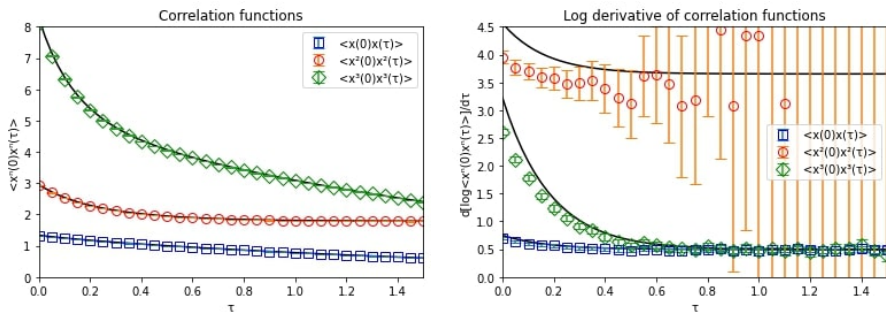 Correlation functions
<xⁿ(0)xⁿ(τ)>
8
7
6
5
4
3
2
1
0
<x(0)x(τ)>
<x²(0)x²(τ)>
<x³(0)x³(τ)>
0.0 0.2 0.4 0.6 0.8 1.0 1.2 1.4
τ
Log derivative of correlation functions
d[log<xⁿ(0)xⁿ(τ)>]/dτ
4.5
4.0
3.5
3.0
2.5
2.0
1.5
1.0
0.5
0.0
<x(0)x(τ)>
<x²(0)x²(τ)>
<x³(0)x³(τ)>
0.0 0.2 0.4 0.6 0.8 1.0 1.2 1.4
τ